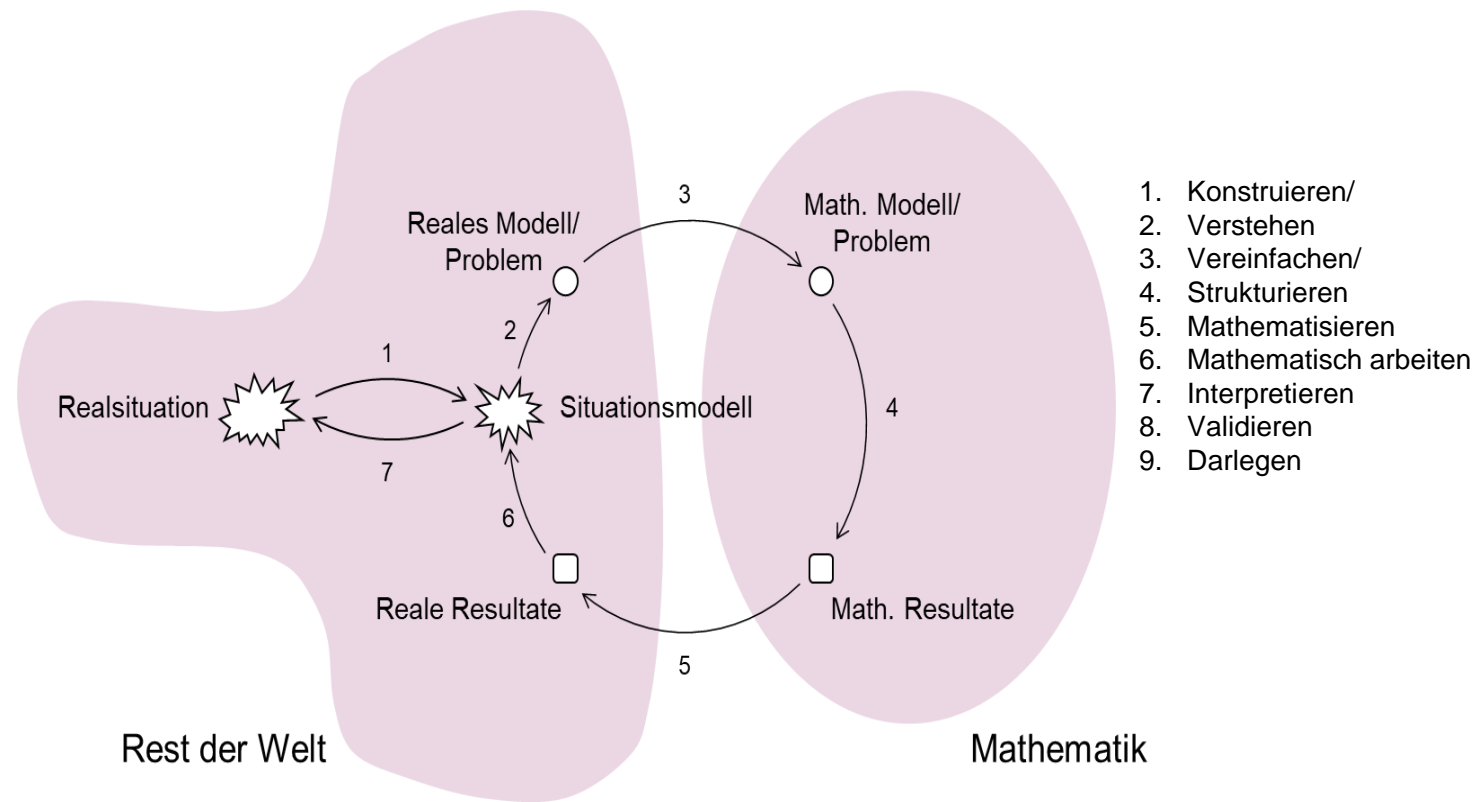 3
Reales Modell/
Problem
Math. Modell/
Problem
2
1
Realsituation
Situationsmodell
4
7
6
Reale Resultate
Math. Resultate
5
Rest der Welt
Mathematik
1. Konstruieren/
2. Verstehen
3. Vereinfachen/
4. Strukturieren
5. Mathematisieren
6. Mathematisch arbeiten
7. Interpretieren
8. Validieren
9. Darlegen